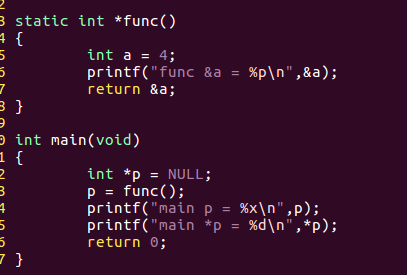 2
3 static int *func()
4 {
5         int a = 4;
6         printf("func &a = %p\n",&a);
7         return &a;
8 }
9
0 int main(void)
1 {
2         int *p = NULL;
3         p = func();
4         printf("main p = %x\n",p);
5         printf("main *p = %d\n",*p);
6         return 0;
7 }